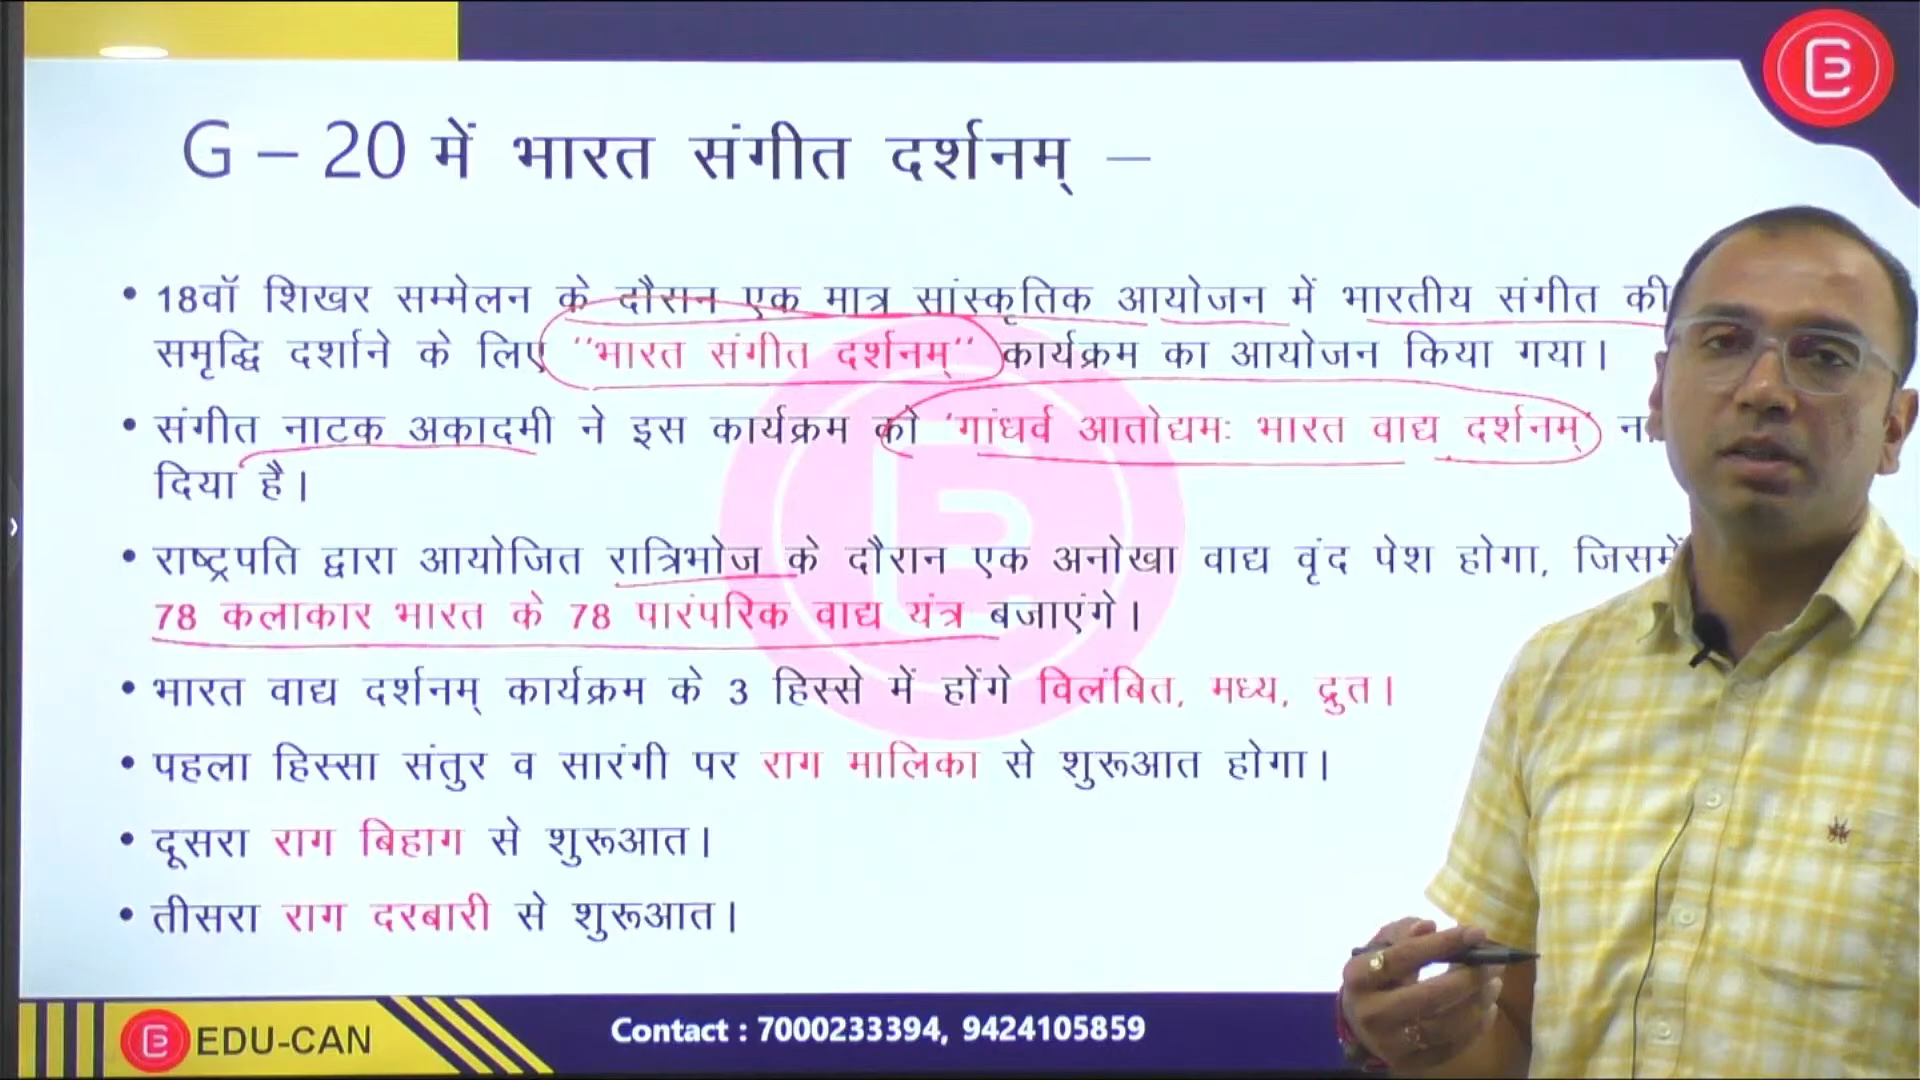 G – 20 में भारत संगीत दर्शनम् –
• 18वॉ शिखर सम्मेलन के दौरान एक मात्र सांस्कृतिक आयोजन में भारतीय संगीत की
समृद्धि दर्शाने के लिए ''भारत संगीत दर्शनम्'' कार्यक्रम का आयोजन किया गया।
• संगीत नाटक अकादमी ने इस कार्यक्रम को 'गांधर्व आतोद्यमः भारत वाद्य दर्शनम्'
दिया है।
• राष्ट्रपति द्वारा आयोजित रात्रिभोज के दौरान एक अनोखा वाद्य वृंद पेश होगा, जिसमें
78 कलाकार भारत के 78 पारंपरिक वाद्य यंत्र बजाएंगे।
• भारत वाद्य दर्शनम् कार्यक्रम के 3 हिस्से में होंगे विलंबित, मध्य, द्रुत।
• पहला हिस्सा संतुर व सारंगी पर राग मालिका से शुरूआत होगा।
• दूसरा राग बिहाग से शुरूआत।
• तीसरा राग दरबारी से शुरूआत।
EDU-CAN
Contact : 7000233394, 9424105859